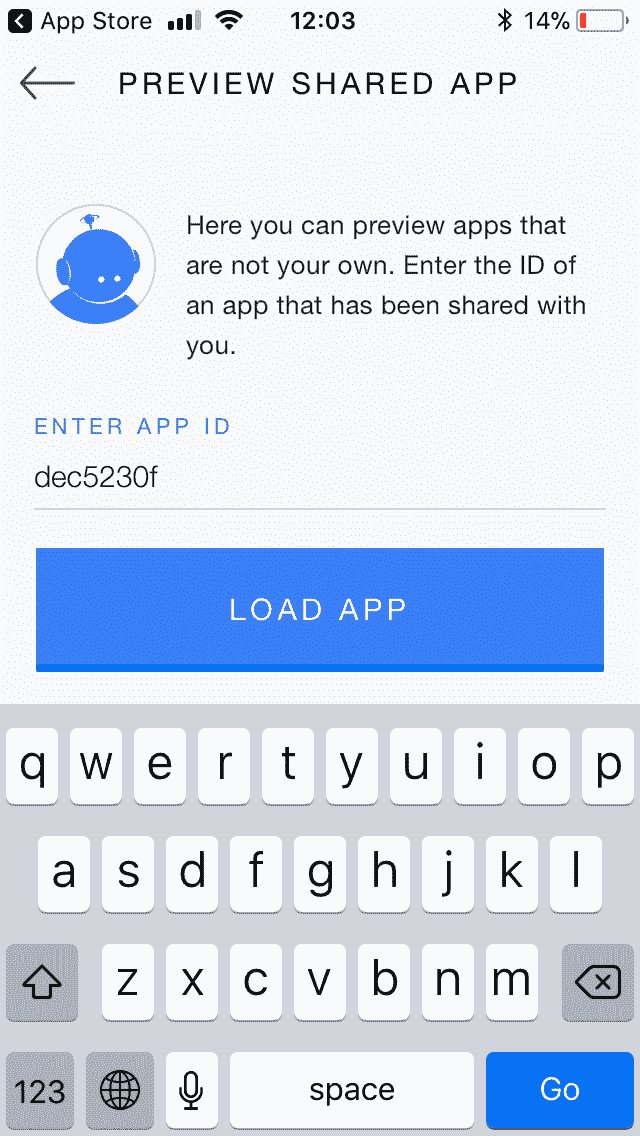 App Store 12:03 14%
PREVIEW SHARED APP
Here you can preview apps that
are not your own. Enter the ID of
an app that has been shared with
you.
ENTER APP ID
dec5230f
LOAD APP
q w e r t y u i o p
a s d f g h j k l
z x c v b n m
123 space Go